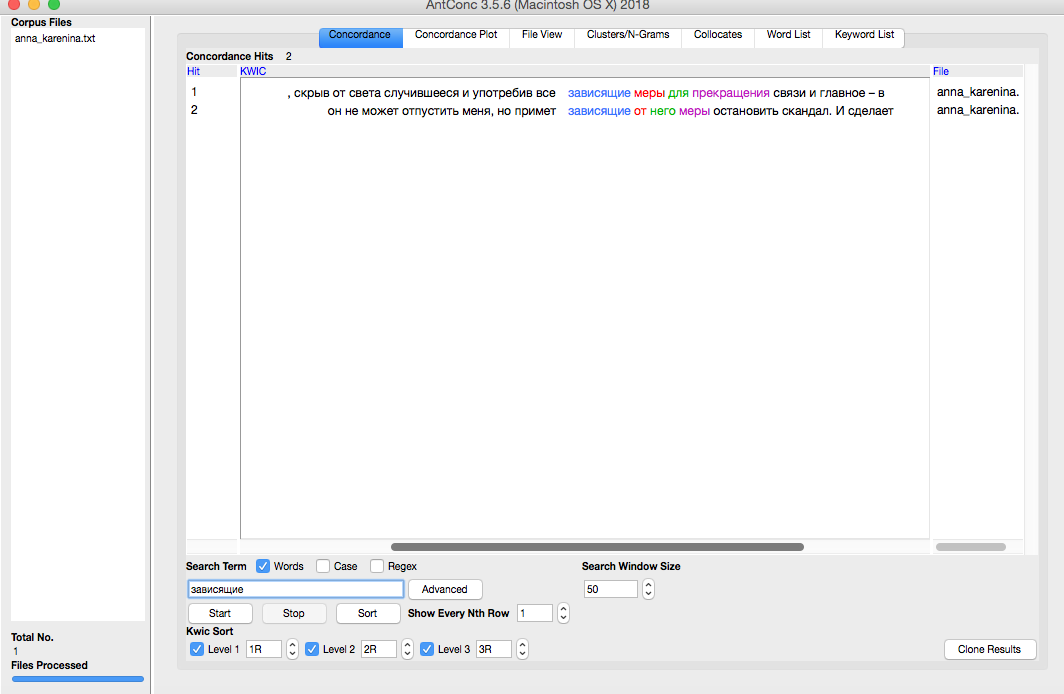 AntConc 3.5.6 (Macintosh OS X) 2018
Corpus Files
anna_karenina.txt
Concordance Concordance Plot File View Clusters/N-Grams Collocates Word List Keyword List
Concordance Hits 2
Hit KWIC File
1 , скрыв от света случившееся и употребив все зависящие меры для прекращения связи и главное – в anna_karenina.
2 он не может отпустить меня, но примет зависящие от него меры остановить скандал. И сделает anna_karenina.
Search Term Words Case Regex Search Window Size
зависящие Advanced 50
Start Stop Sort Show Every Nth Row 1
Kwic Sort
Level 1 1R Level 2 2R Level 3 3R Clone Results
Total No.
1
Files Processed